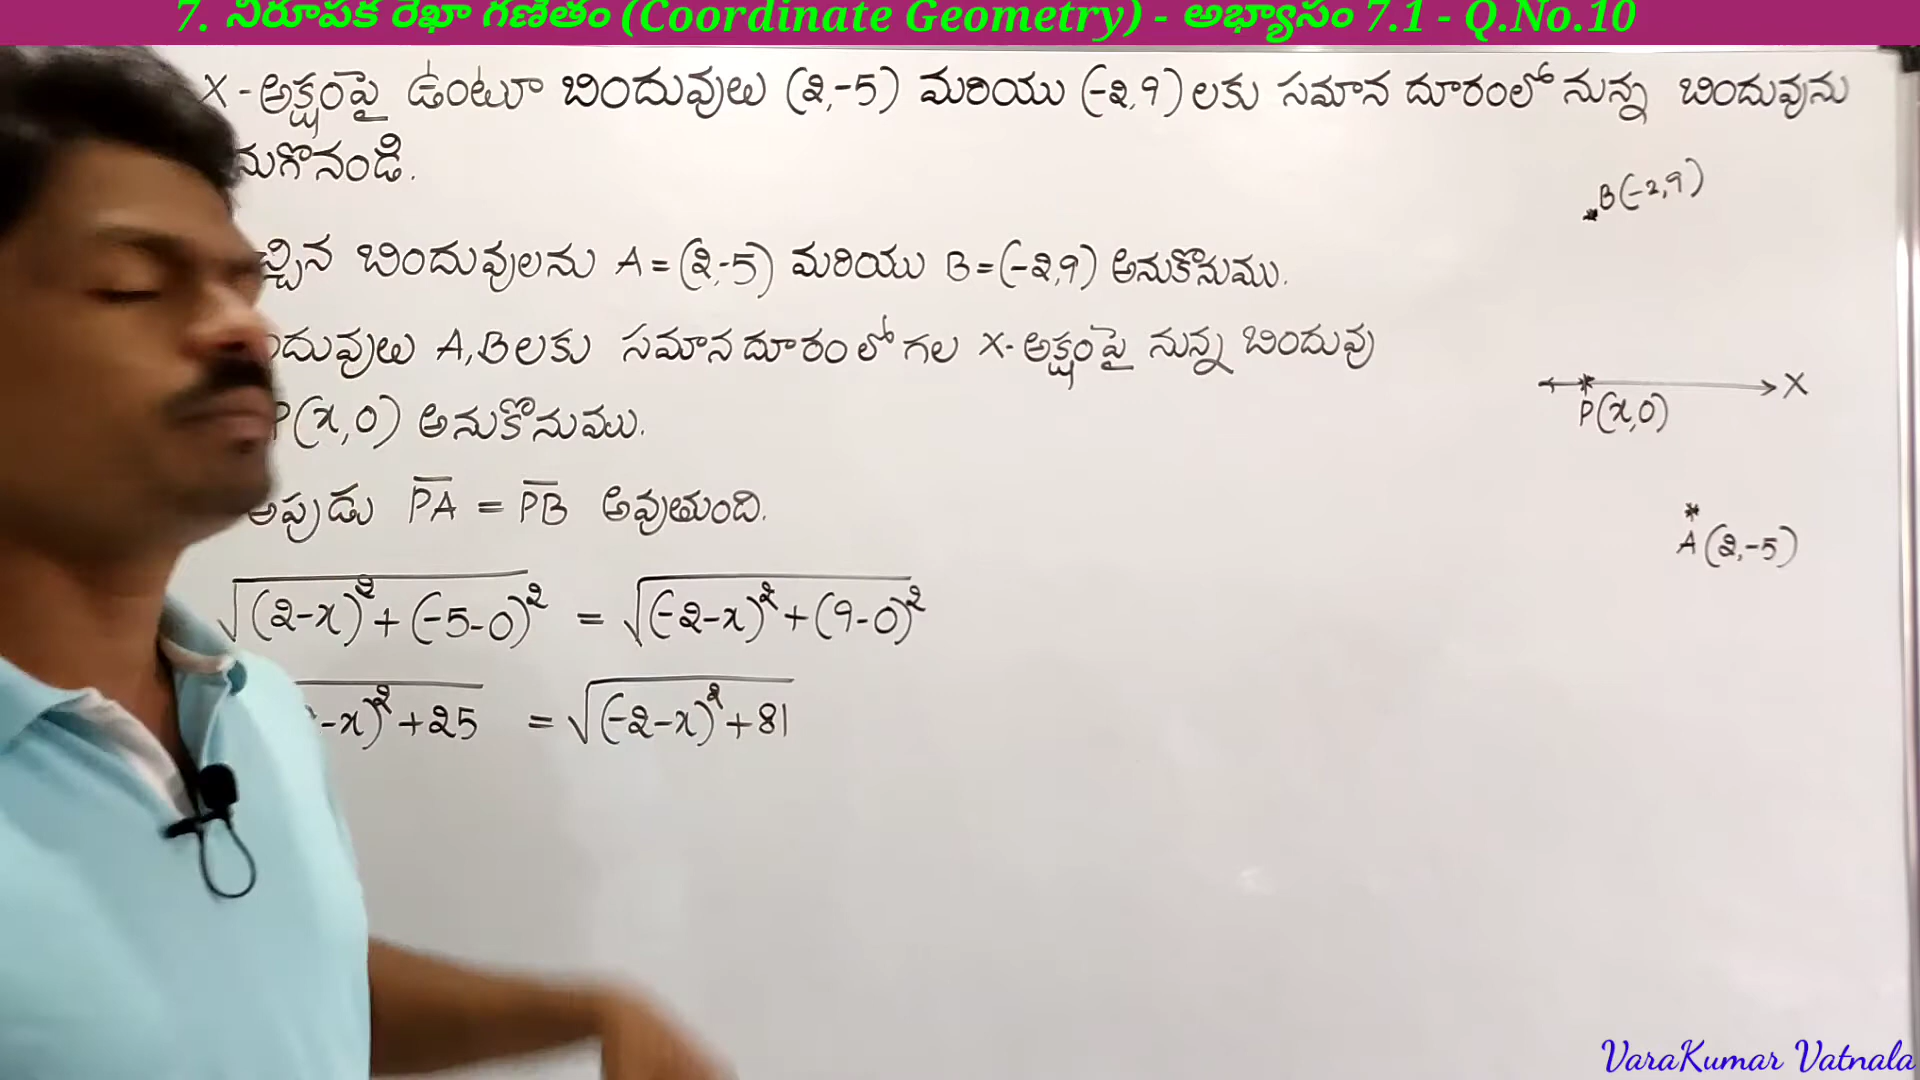 7. నిరూపక రేఖా గణితం (Coordinate Geometry) - అభ్యాసం 7.1 - Q.No.10
X-అక్షంపై ఉంటూ బిందువులు (2,-5) మరియు (-2,9) లకు సమాన దూరంలో నున్న బిందువును
నుగొనండి.
B(-2,9)
చ్చిన బిందువులను A=(2,-5) మరియు B=(-2,9) అనుకొనుము.
ందువులు A,B లకు సమాన దూరంలో గల X-అక్షంపై నున్న బిందువు
X
P(x,0) అనుకొనుము.
P(x,0)
అప్పుడు PA = PB అవుతుంది.
A(2,-5)
√(2-x)²+(-5-0)² = √(-2-x)²+(9-0)²
-x)²+25 = √(-2-x)²+81
VaraKumar Vatnala